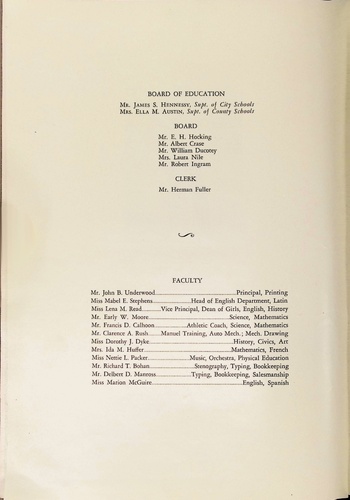 BOARD OF EDUCATION
MR. JAMES S. HENNESSY, Supt. of City Schools
MRS. ELLA M. AUSTIN, Supt. of County Schools
BOARD
Mr. E. H. Hocking
Mr. Albert Crase
Mr. William Ducotey
Mrs. Laura Nile
Mr. Robert Ingram
CLERK
Mr. Herman Fuller
FACULTY
Mr. John B. Underwood Principal, Printing
Miss Mabel E. Stephens Head of English Department, Latin
Miss Lena M. Read Vice Principal, Dean of Girls, English, History
Mr. Early W. Moore Science, Mathematics
Mr. Francis D. Calhoon Athletic Coach, Science, Mathematics
Mr. Clarence A. Rush Manuel Training, Auto Mech.; Mech. Drawing
Miss Dorothy J. Dyke History, Civics, Art
Mrs. Ida M. Huffer Mathematics, French
Miss Nettie L. Packer Music, Orchestra, Physical Education
Mr. Richard T. Bohan Stenography, Typing, Bookkeeping
Mr. Delbert D. Maneoss Typing, Bookkeeping, Salesmanship
Miss Marion McGuire English, Spanish